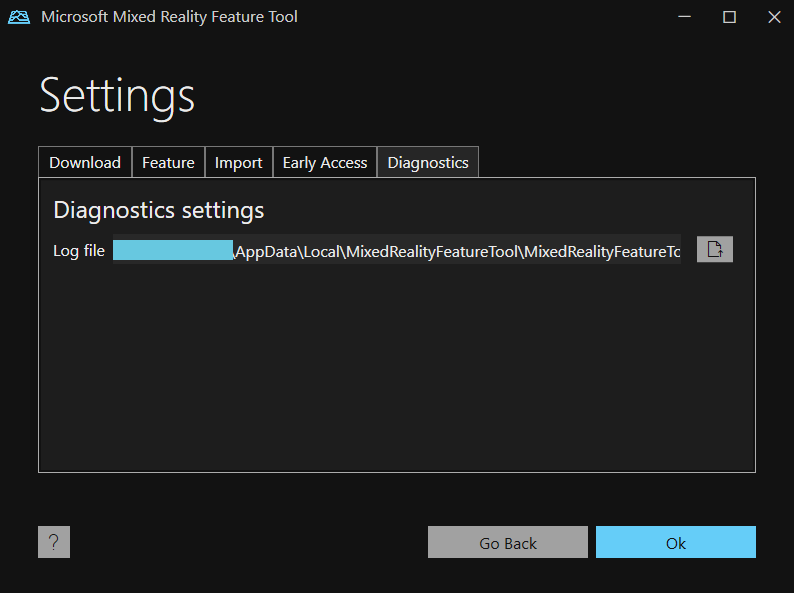 Microsoft Mixed Reality Feature Tool
Settings
Download Feature Import Early Access Diagnostics
Diagnostics settings
Log file \AppData\Local\MixedRealityFeatureTool\MixedRealityFeatureTo
? Go Back Ok